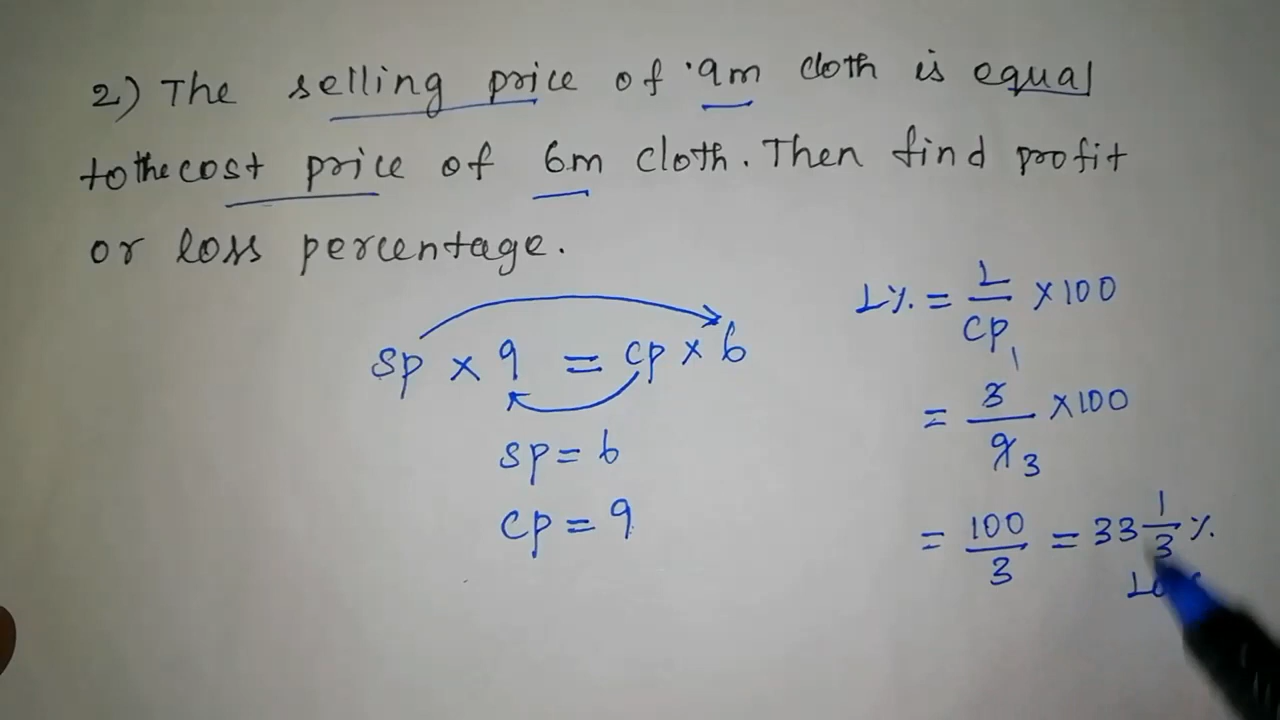 2) The selling price of 9m cloth is equal
to the cost price of 6m cloth. Then find profit
or loss percentage.
sp × 9 = cp × 6
sp = 6
cp = 9
L% = L/cp × 100
= 3/9 × 100
1
3
= 100/3 = 33 1/3 %